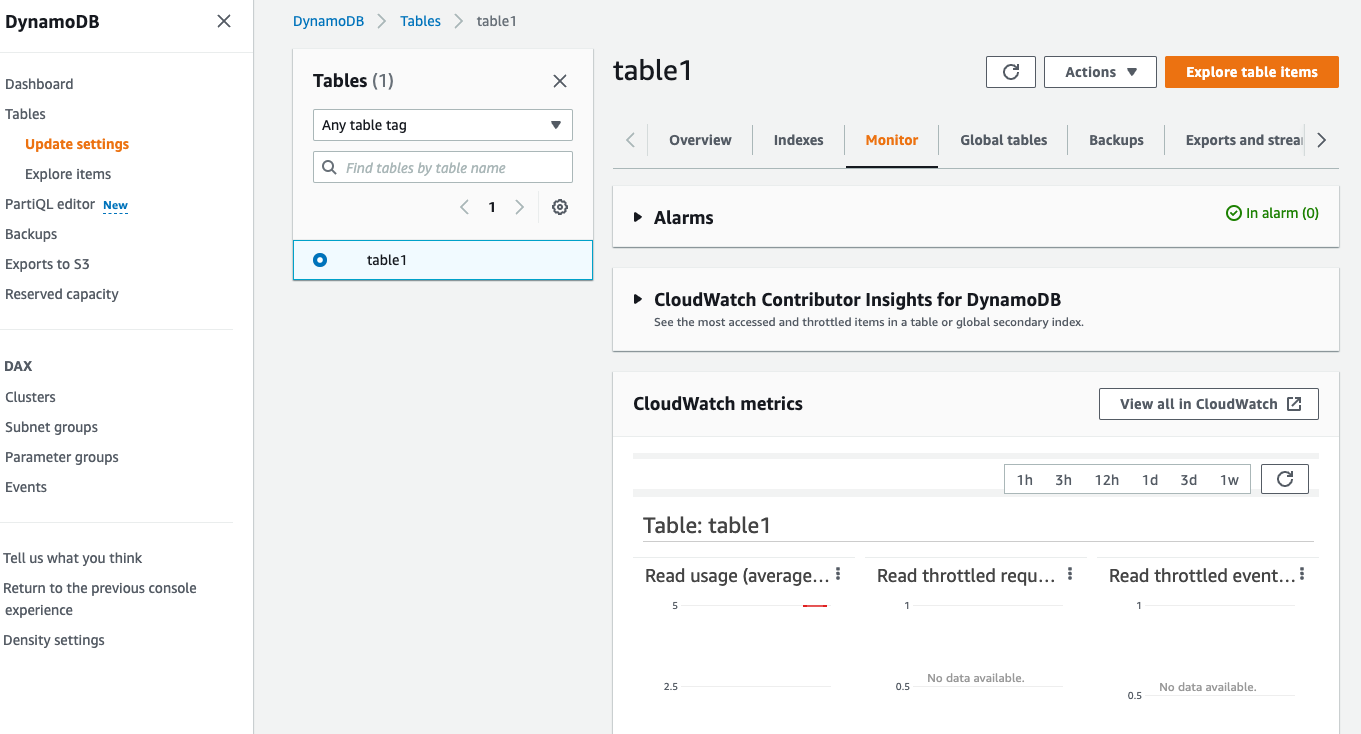 DynamoDB
Dashboard
Tables
Update settings
Explore items
PartiQL editor New
Backups
Exports to S3
Reserved capacity
DAX
Clusters
Subnet groups
Parameter groups
Events
Tell us what you think
Return to the previous console
experience
Density settings
DynamoDB Tables table1
Tables (1)
Any table tag
Find tables by table name
1
table1
table1
Actions
Explore table items
Overview Indexes Monitor Global tables Backups Exports and strea
Alarms
In alarm (0)
CloudWatch Contributor Insights for DynamoDB
See the most accessed and throttled items in a table or global secondary index.
CloudWatch metrics
View all in CloudWatch
1h 3h 12h 1d 3d 1w
Table: table1
Read usage (average...
5
2.5
Read throttled requ...
1
No data available.
0.5
Read throttled event...
1
No data available.
0.5